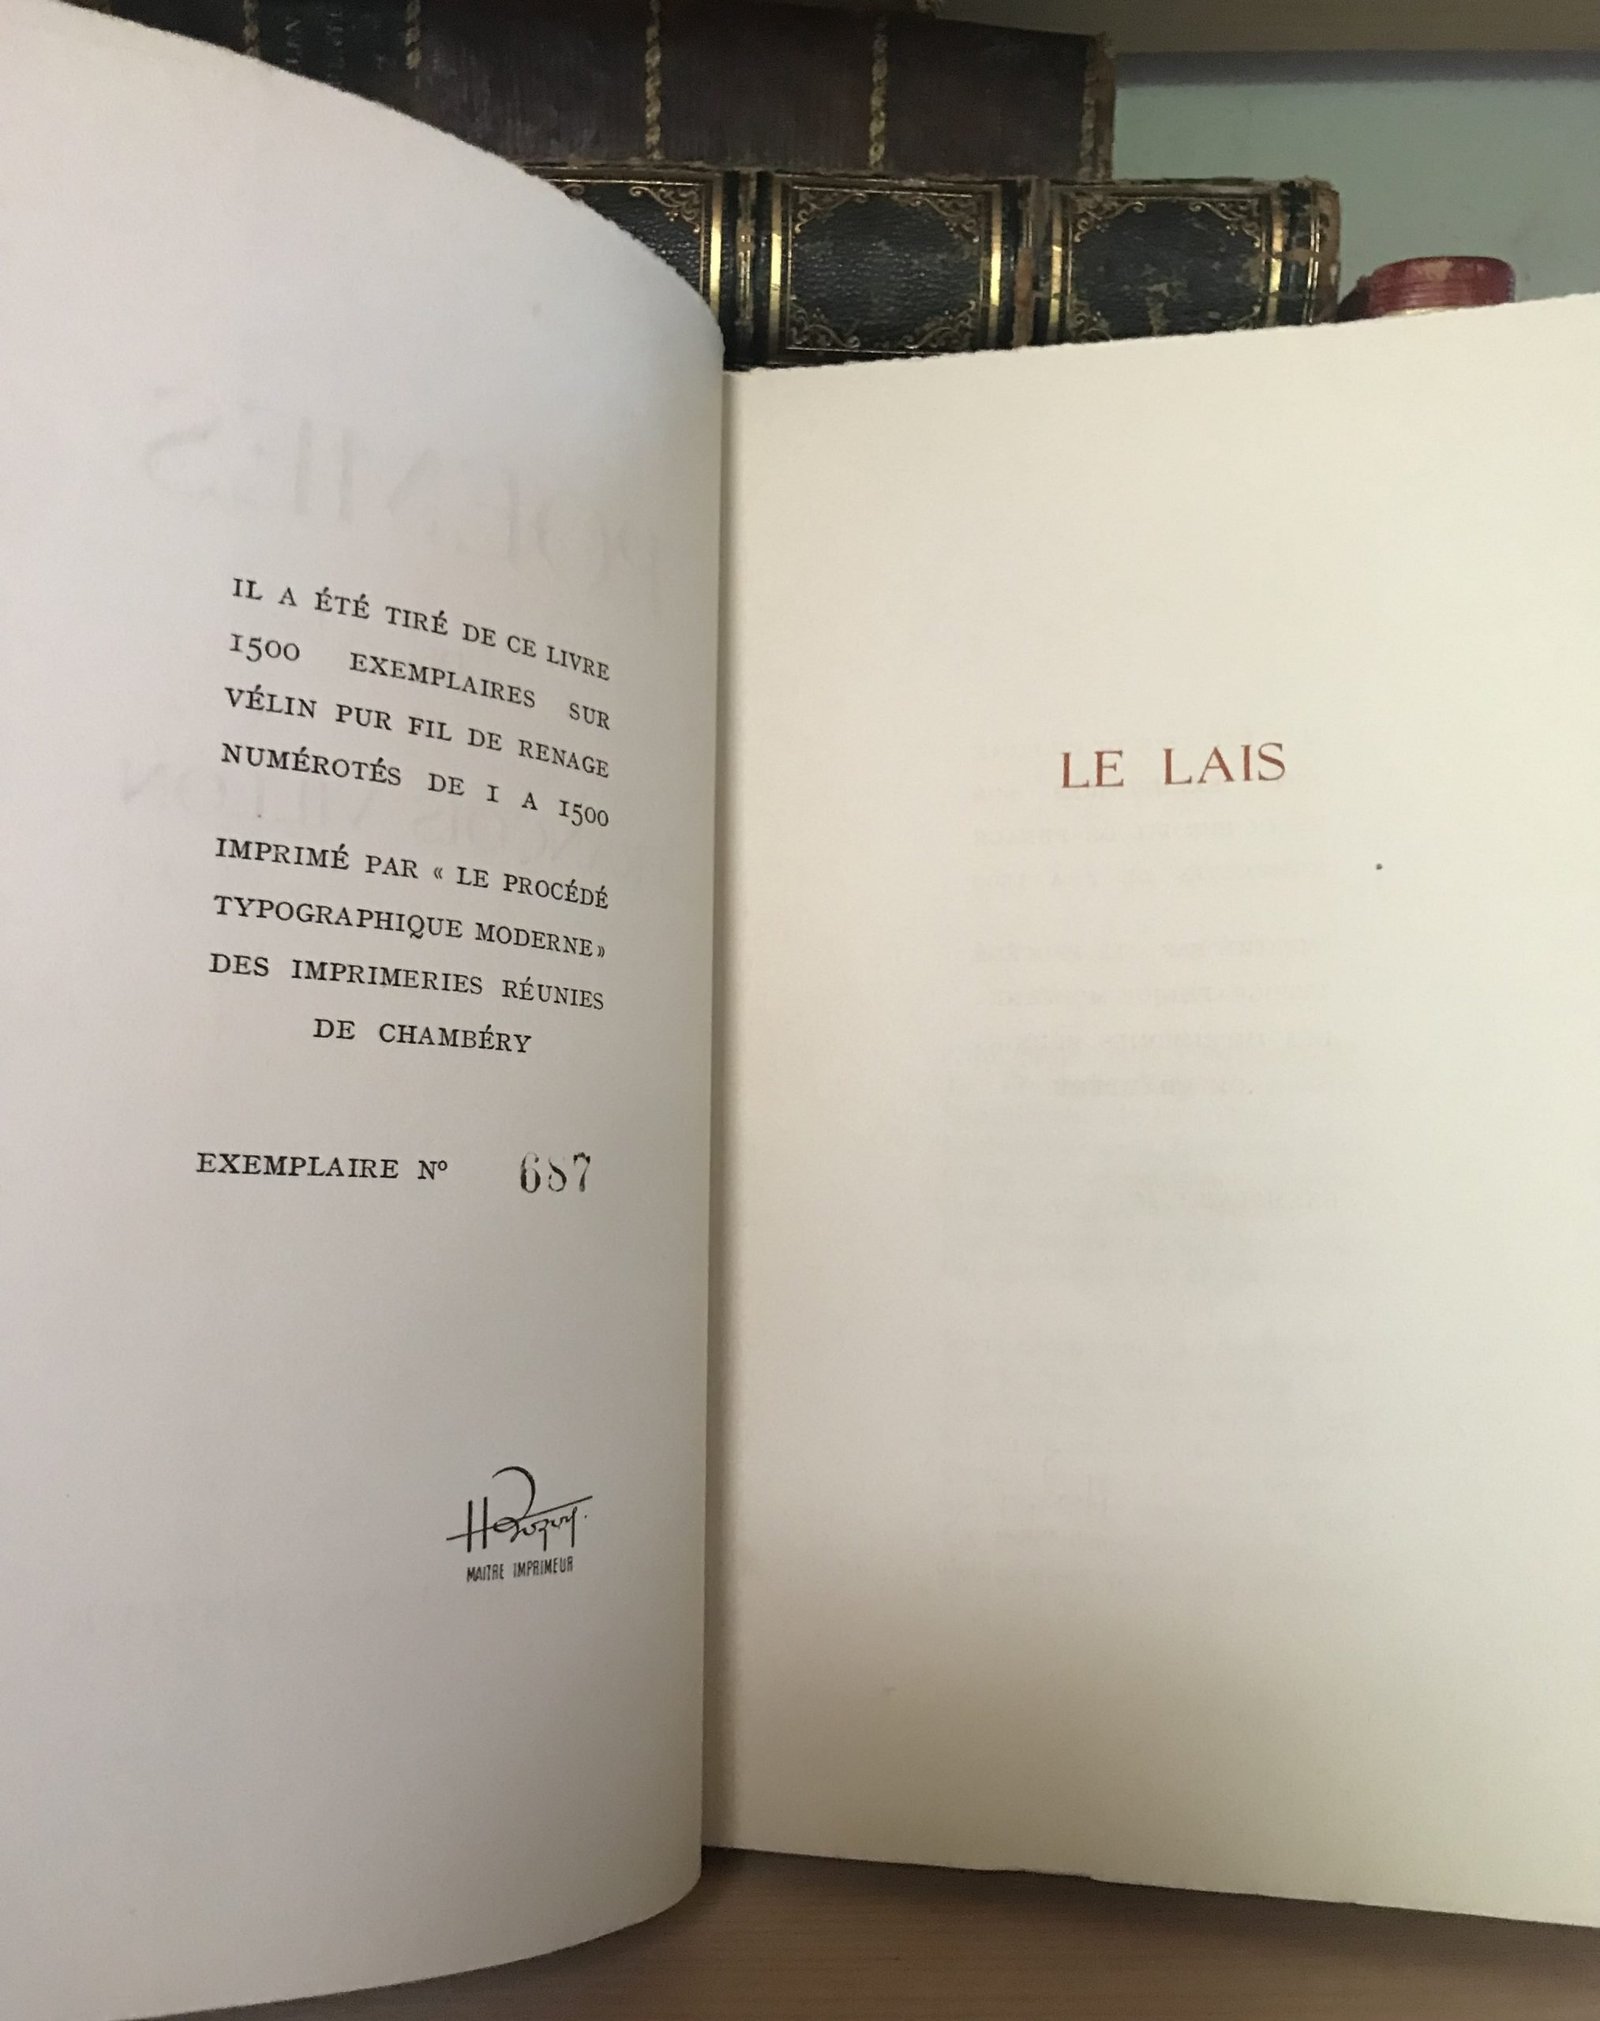 IL A ÉTÉ TIRÉ DE CE LIVRE
1500 EXEMPLAIRES SUR
VÉLIN PUR FIL DE RENAGE
NUMÉROTÉS DE 1 A 1500
IMPRIMÉ PAR « LE PROCÉDÉ
TYPOGRAPHIQUE MODERNE »
DES IMPRIMERIES RÉUNIES
DE CHAMBÉRY
EXEMPLAIRE Nº 687
MAITRE IMPRIMEUR
LE LAIS